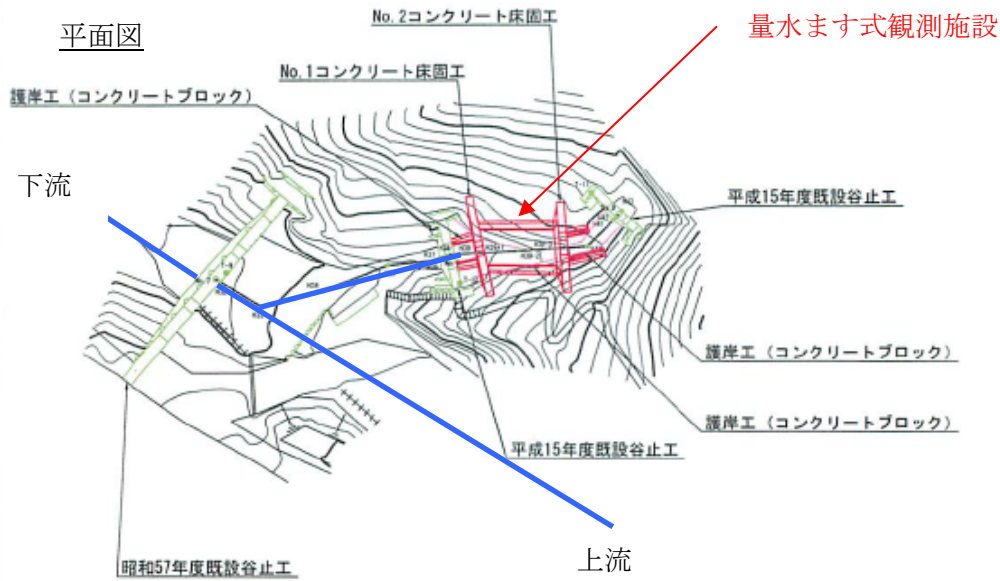 平面図
No.2コンクリート床固工
量水ます式観測施設
No.1コンクリート床固工
護岸工（コンクリートブロック）
下流
平成15年度既設谷止工
護岸工（コンクリートブロック）
護岸工（コンクリートブロック）
平成15年度既設谷止工
上流
昭和57年度既設谷止工